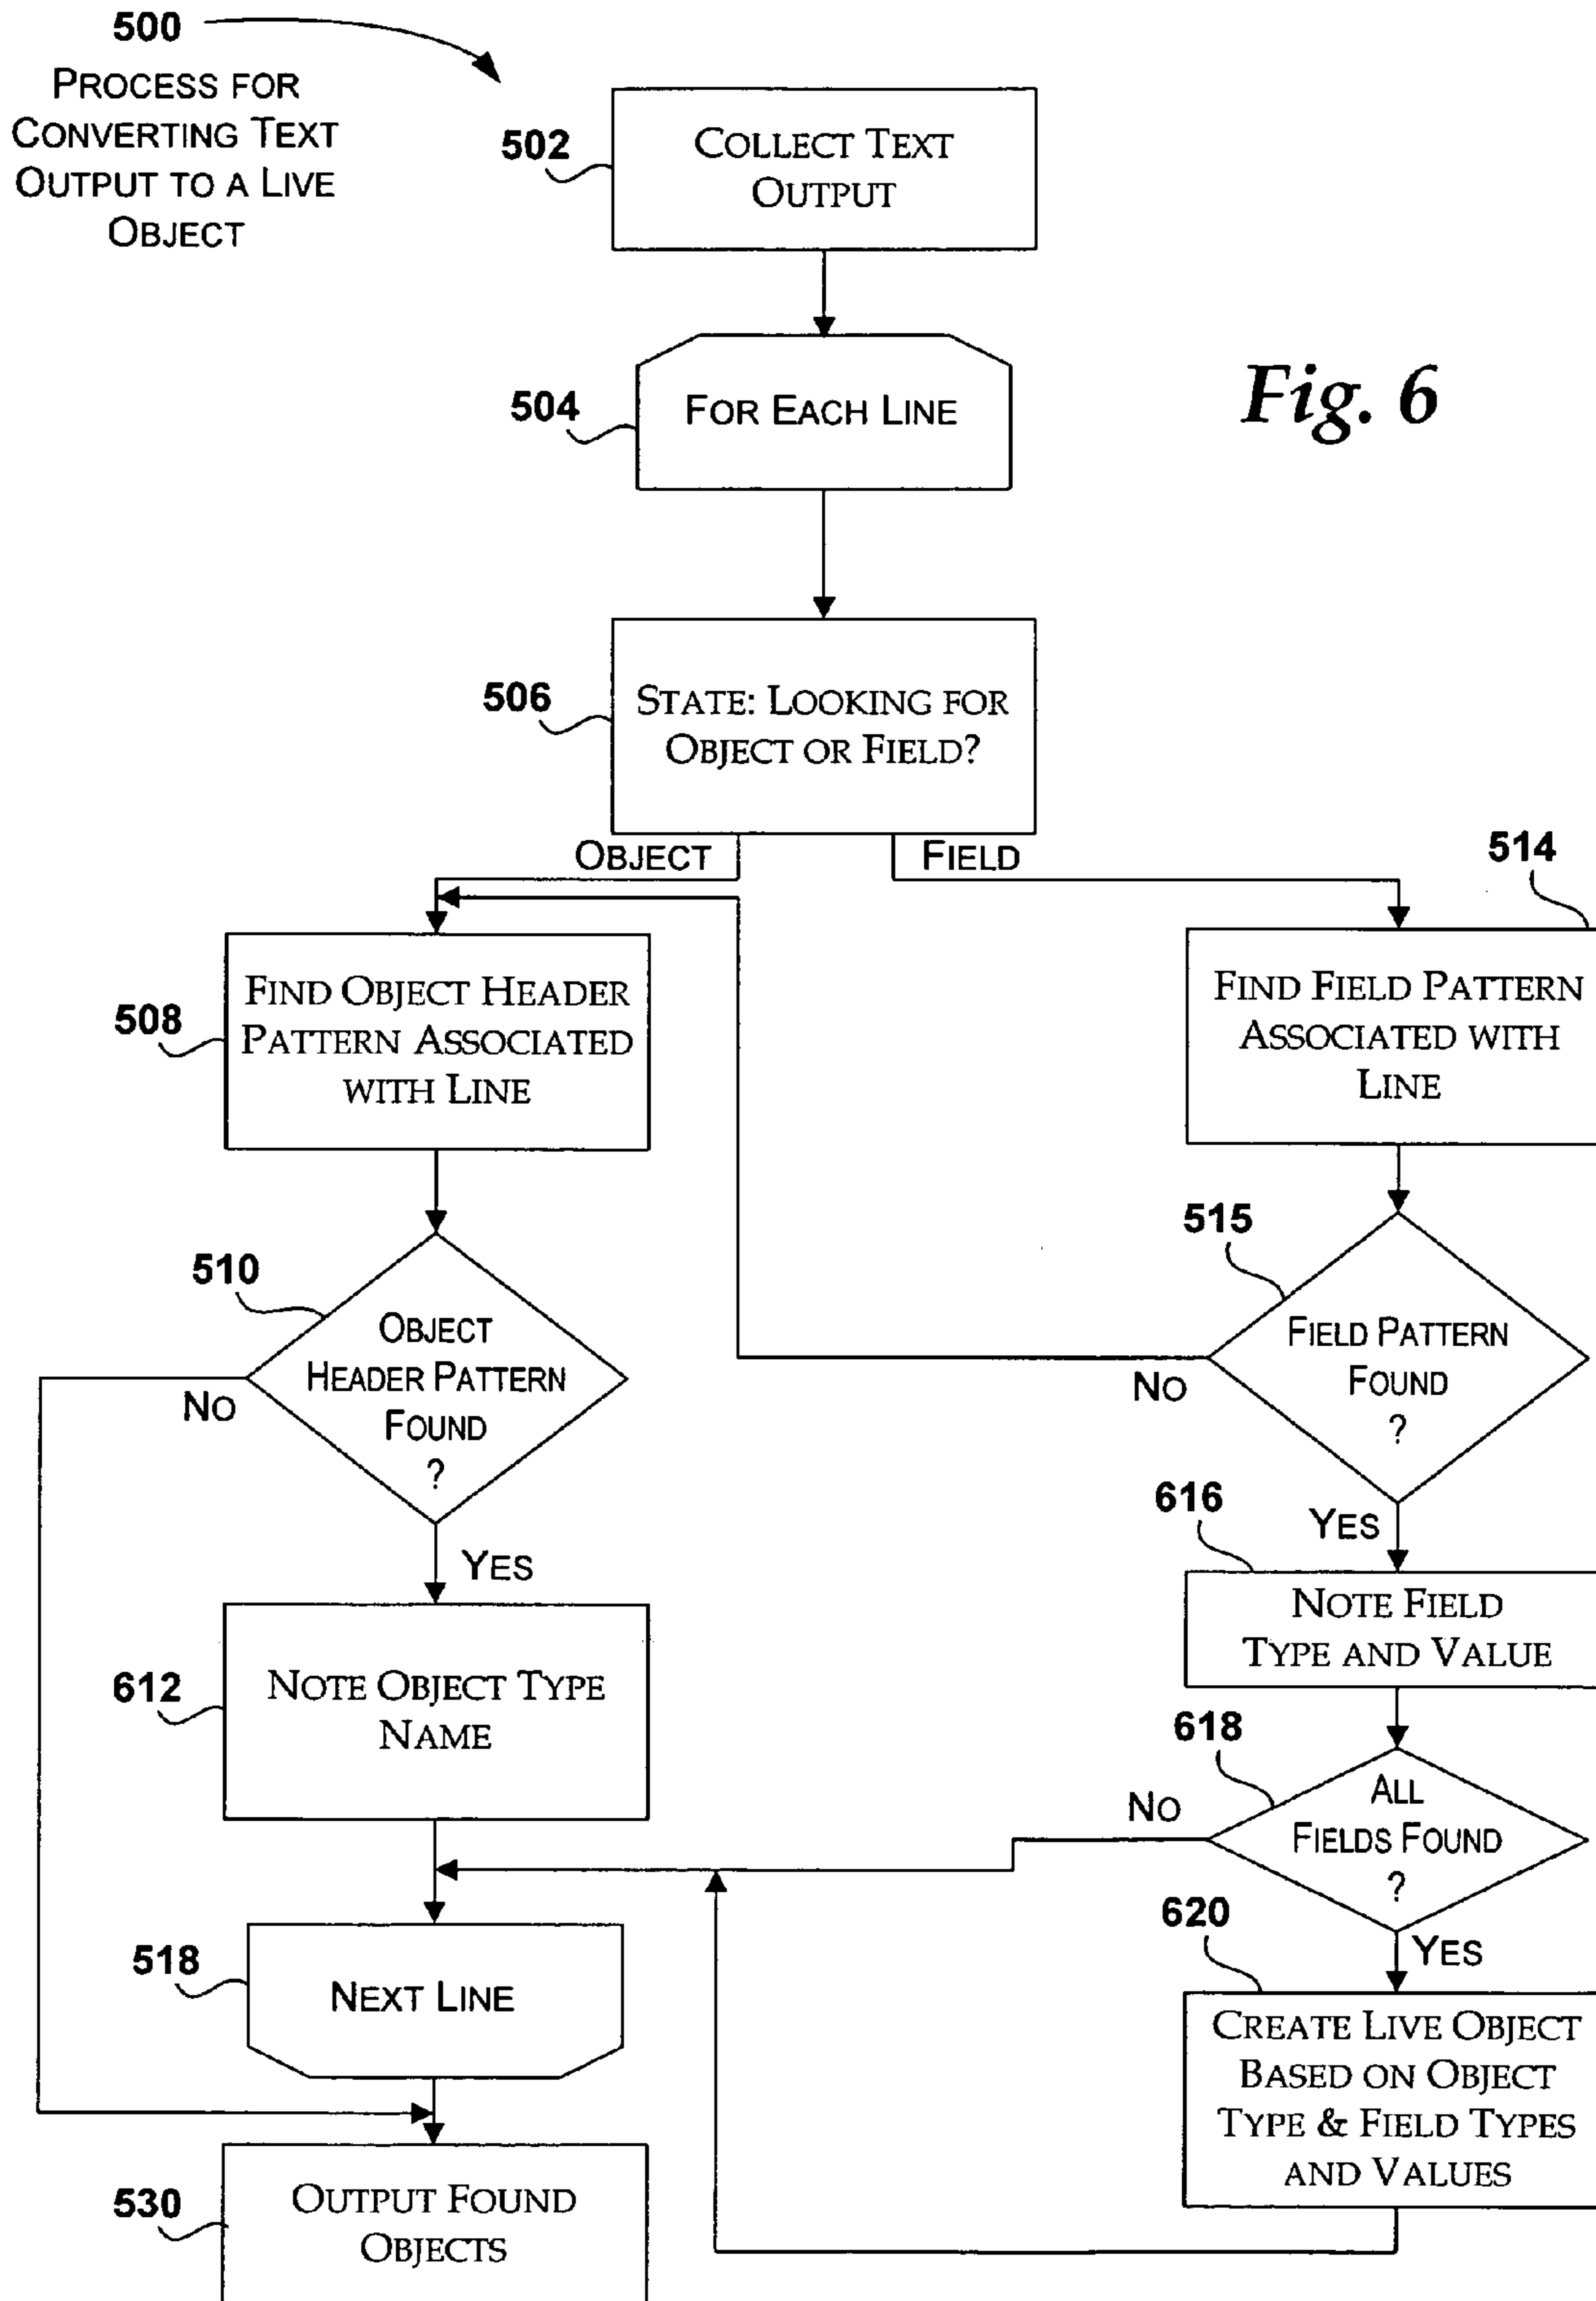 500
PROCESS FOR
CONVERTING TEXT
OUTPUT TO A LIVE
OBJECT
502
COLLECT TEXT
OUTPUT
504
FOR EACH LINE
Fig. 6
506
STATE: LOOKING FOR
OBJECT OR FIELD?
OBJECT
FIELD
514
508
FIND OBJECT HEADER
PATTERN ASSOCIATED
WITH LINE
FIND FIELD PATTERN
ASSOCIATED WITH
LINE
510
OBJECT
HEADER PATTERN
FOUND
?
NO
YES
515
FIELD PATTERN
FOUND
?
NO
YES
616
NOTE FIELD
TYPE AND VALUE
612
NOTE OBJECT TYPE
NAME
618
ALL
FIELDS FOUND
?
NO
YES
518
NEXT LINE
620
CREATE LIVE OBJECT
BASED ON OBJECT
TYPE & FIELD TYPES
AND VALUES
530
OUTPUT FOUND
OBJECTS